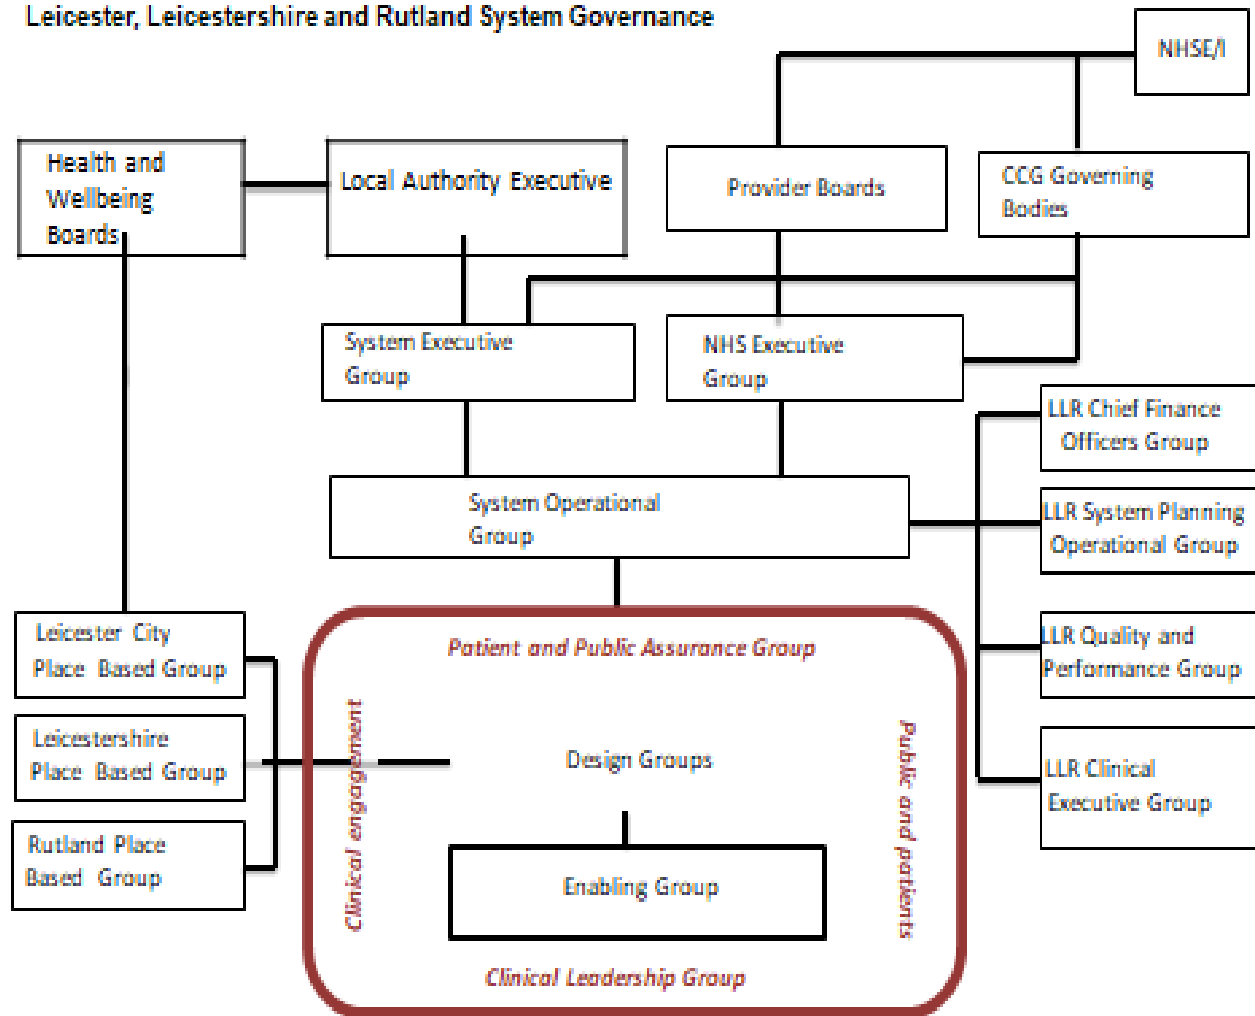 Leicester, Leicestershire and Rutland System Governance
NHSE/I
Health and
Wellbeing
Boards
Local Authority Executive
Provider Boards
CCG Governing
Bodies
System Executive
Group
NHS Executive
Group
LLR Chief Finance
Officers Group
System Operational
Group
LLR System Planning
Operational Group
Leicester City
Place Based Group
Patient and Public Assurance Group
LLR Quality and
Performance Group
Leicestershire
Place Based Group
Clinical engagement
Design Groups
Public and patients
LLR Clinical
Executive Group
Rutland Place
Based Group
Enabling Group
Clinical Leadership Group